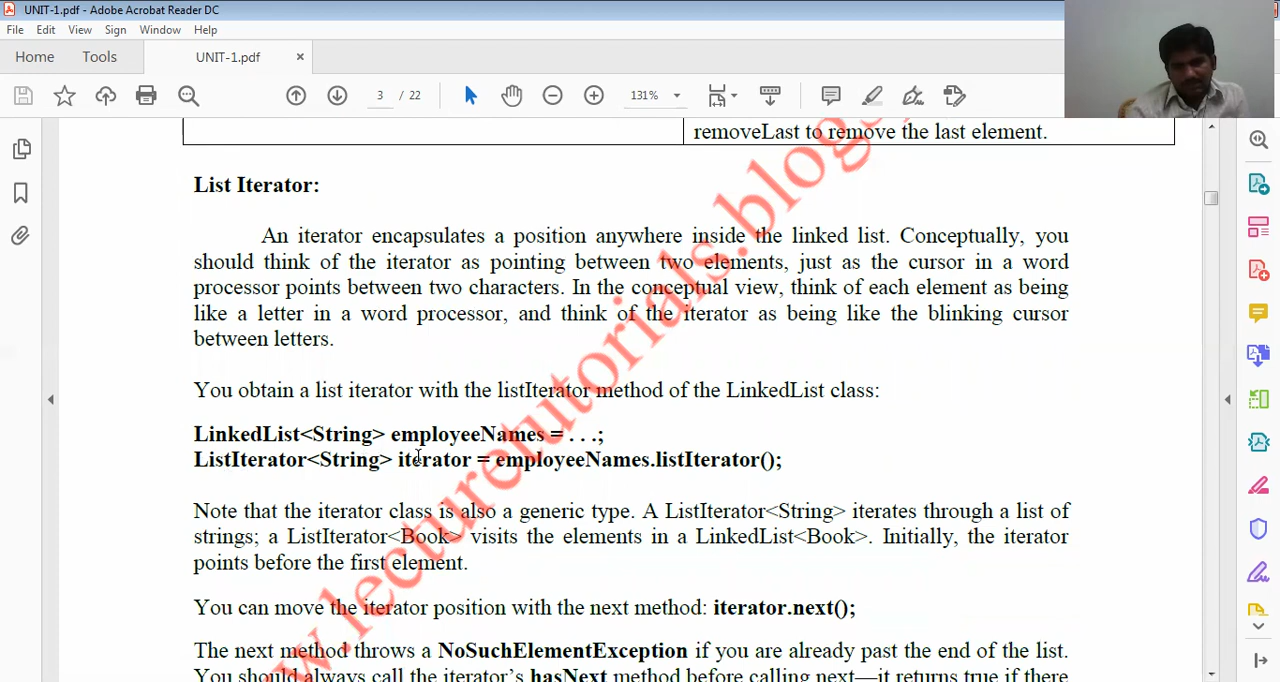 UNIT-1.pdf - Adobe Acrobat Reader DC
File Edit View Sign Window Help
Home Tools UNIT-1.pdf ×
3 / 22 131%
removeLast to remove the last element.
List Iterator:
An iterator encapsulates a position anywhere inside the linked list. Conceptually, you
should think of the iterator as pointing between two elements, just as the cursor in a word
processor points between two characters. In the conceptual view, think of each element as being
like a letter in a word processor, and think of the iterator as being like the blinking cursor
between letters.
You obtain a list iterator with the listIterator method of the LinkedList class:
LinkedList<String> employeeNames = . . .;
ListIterator<String> iterator = employeeNames.listIterator();
Note that the iterator class is also a generic type. A ListIterator<String> iterates through a list of
strings; a ListIterator<Book> visits the elements in a LinkedList<Book>. Initially, the iterator
points before the first element.
You can move the iterator position with the next method: iterator.next();
The next method throws a NoSuchElementException if you are already past the end of the list.
You should always call the iterator's hasNext method before calling next—it returns true if there
w.lecturetutorials.blogs